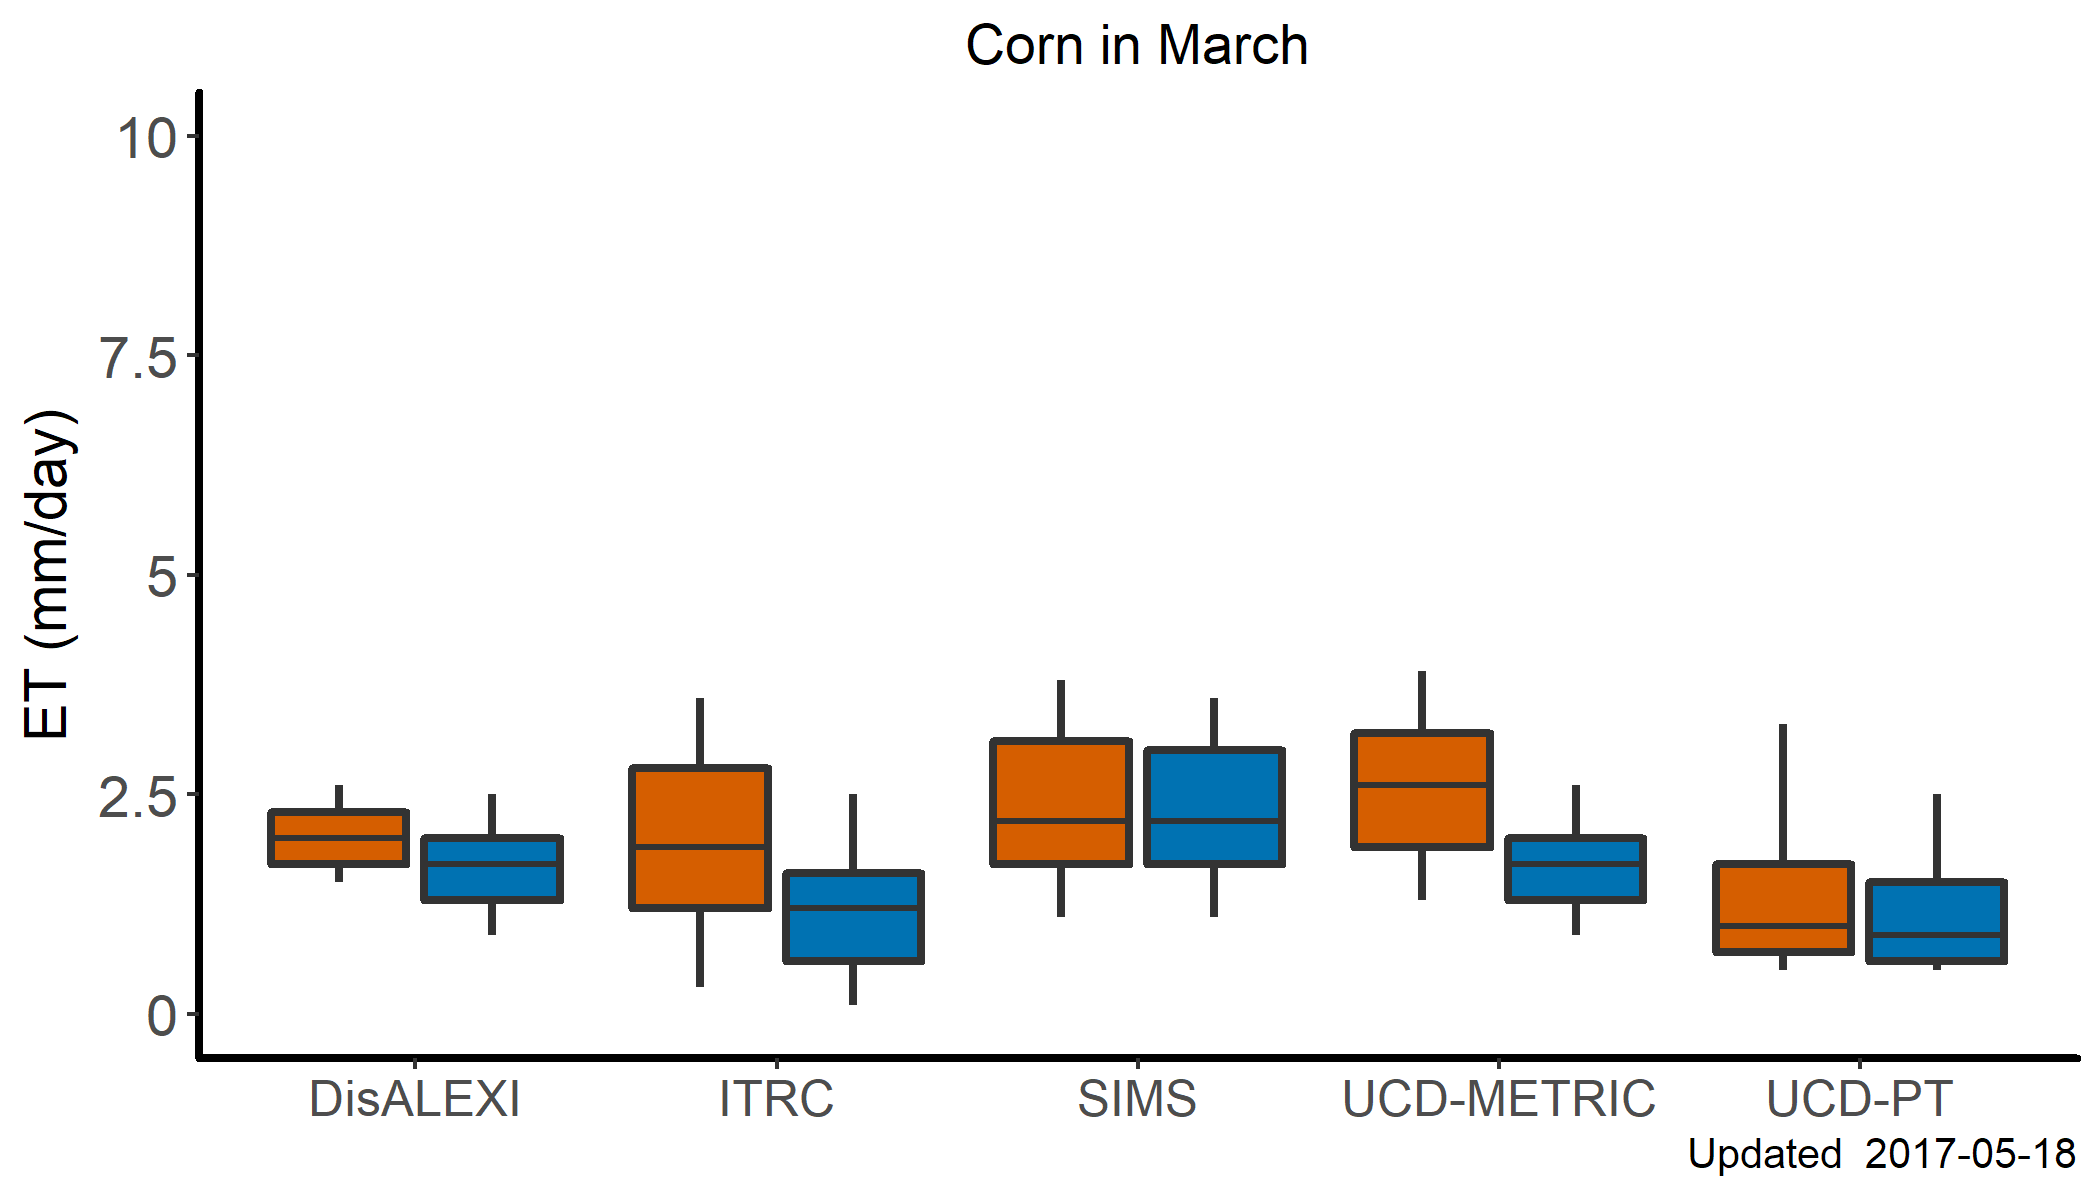 Corn in March
10
7.5
5
2.5
0
ET (mm/day)
DisALEXI
ITRC
SIMS
UCD-METRIC
UCD-PT
Updated  2017-05-18